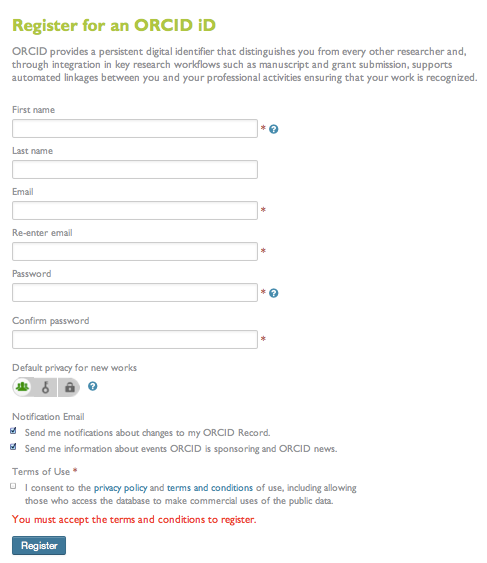 Register for an ORCID iD
ORCID provides a persistent digital identifier that distinguishes you from every other researcher and,
through integration in key research workflows such as manuscript and grant submission, supports
automated linkages between you and your professional activities ensuring that your work is recognized.
First name
* ?
Last name
Email
*
Re-enter email
*
Password
* ?
Confirm password
*
Default privacy for new works
?
Notification Email
Send me notifications about changes to my ORCID Record.
Send me information about events ORCID is sponsoring and ORCID news.
Terms of Use *
I consent to the privacy policy and terms and conditions of use, including allowing
those who access the database to make commercial uses of the public data.
You must accept the terms and conditions to register.
Register